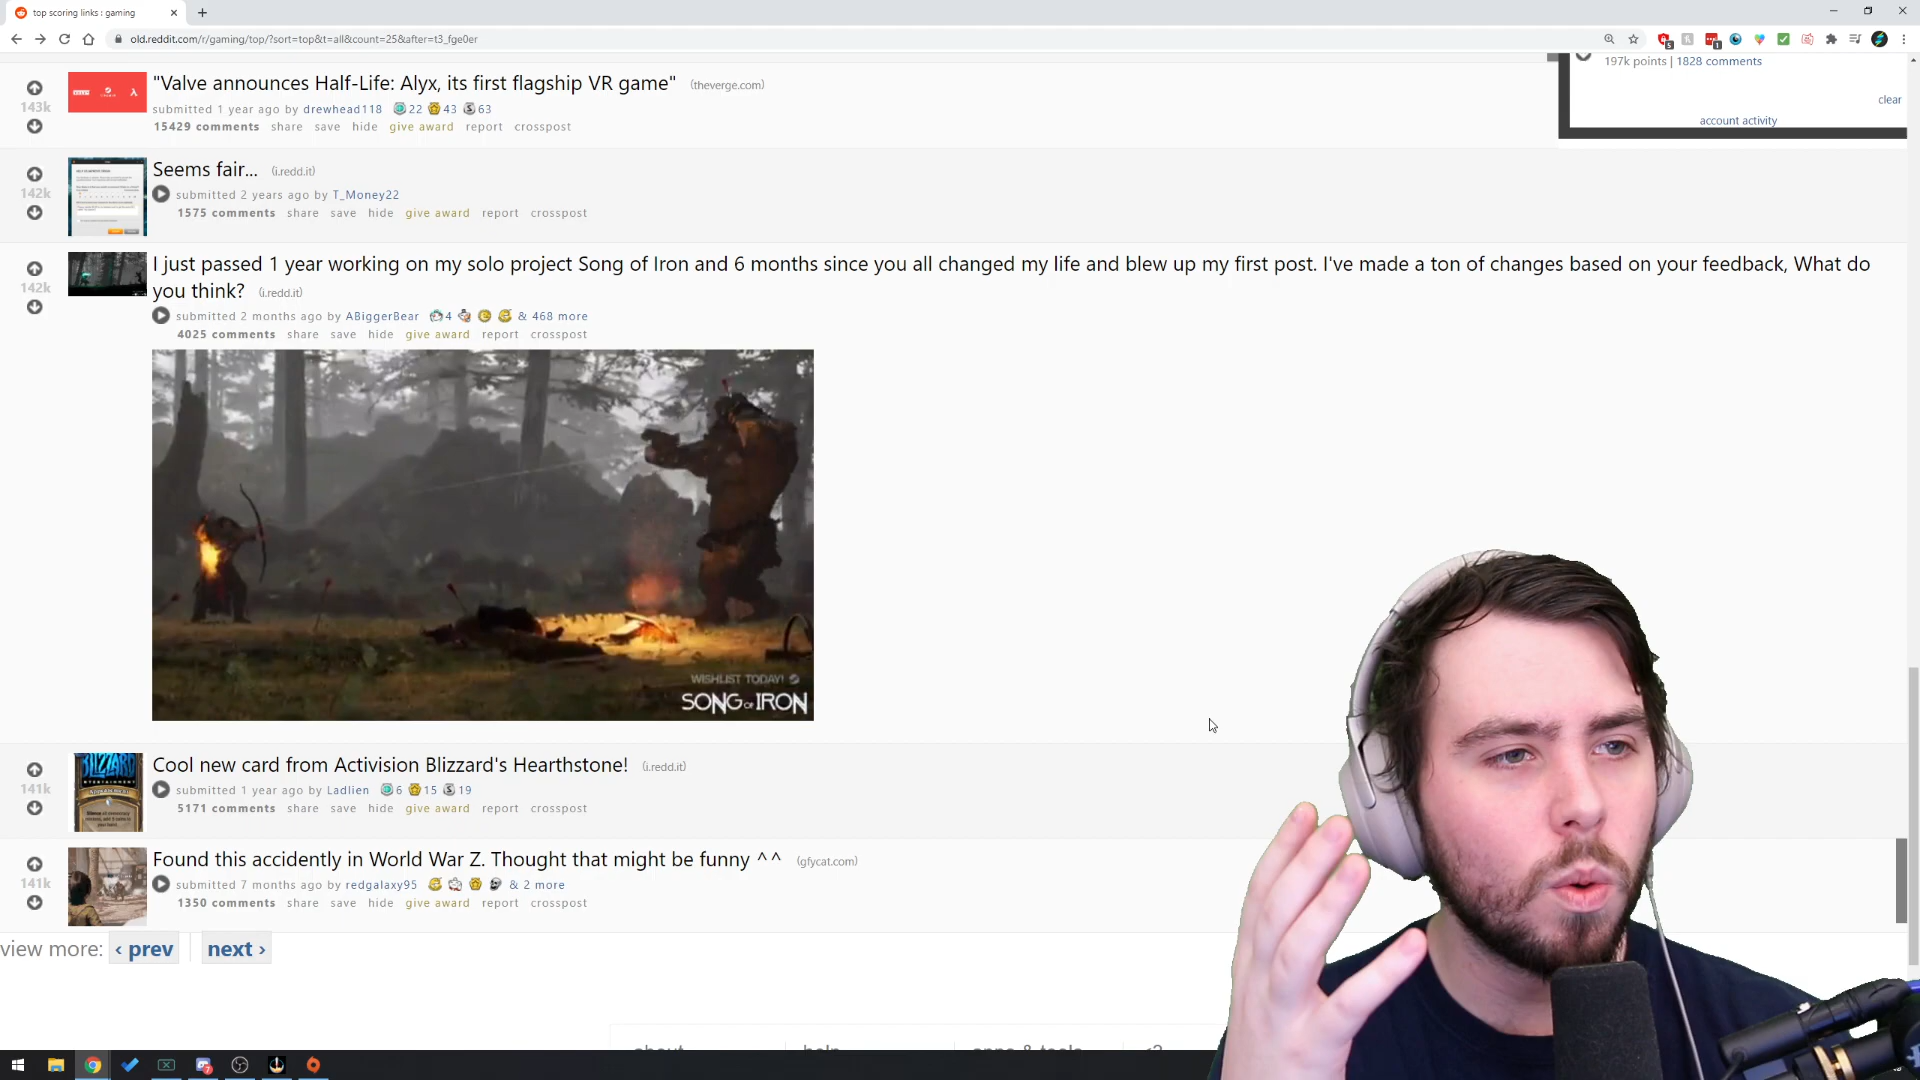 top scoring links : gaming
old.reddit.com/r/gaming/top/?sort=top&t=all&count=25&after=t3_fge0er
197k points | 1828 comments
clear
account activity
143k
"Valve announces Half-Life: Alyx, its first flagship VR game" (theverge.com)
submitted 1 year ago by drewhead118 22 43 63
15429 comments share save hide give award report crosspost
142k
Seems fair... (i.redd.it)
submitted 2 years ago by T_Money22
1575 comments share save hide give award report crosspost
142k
I just passed 1 year working on my solo project Song of Iron and 6 months since you all changed my life and blew up my first post. I've made a ton of changes based on your feedback, What do
you think? (i.redd.it)
submitted 2 months ago by ABiggerBear 4 & 468 more
4025 comments share save hide give award report crosspost
WISHLIST TODAY!
SONG OF IRON
141k
Cool new card from Activision Blizzard's Hearthstone! (i.redd.it)
submitted 1 year ago by Ladlien 6 15 19
5171 comments share save hide give award report crosspost
141k
Found this accidently in World War Z. Thought that might be funny ^^ (gfycat.com)
submitted 7 months ago by redgalaxy95 & 2 more
1350 comments share save hide give award report crosspost
view more: ‹ prev next ›
about help apps & tools <3